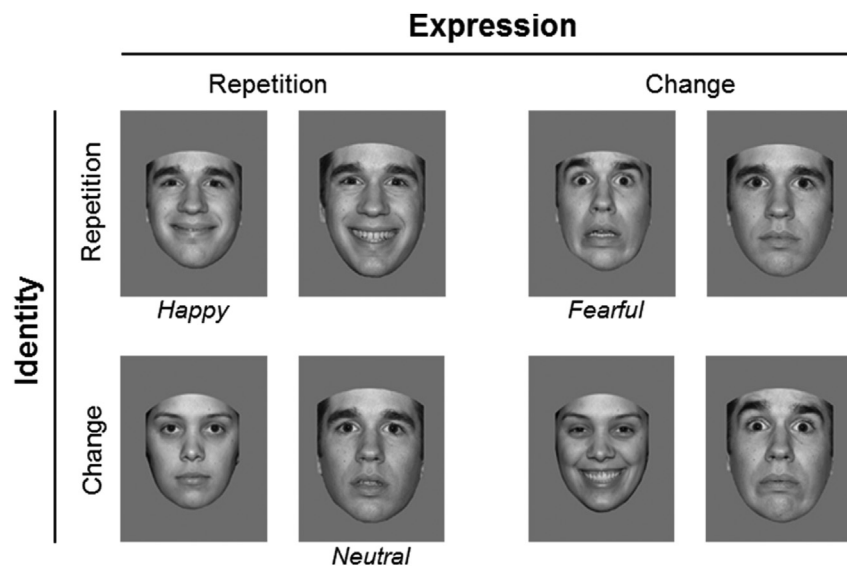 Expression
Repetition Change
Identity
Repetition
Happy Fearful
Change
Neutral